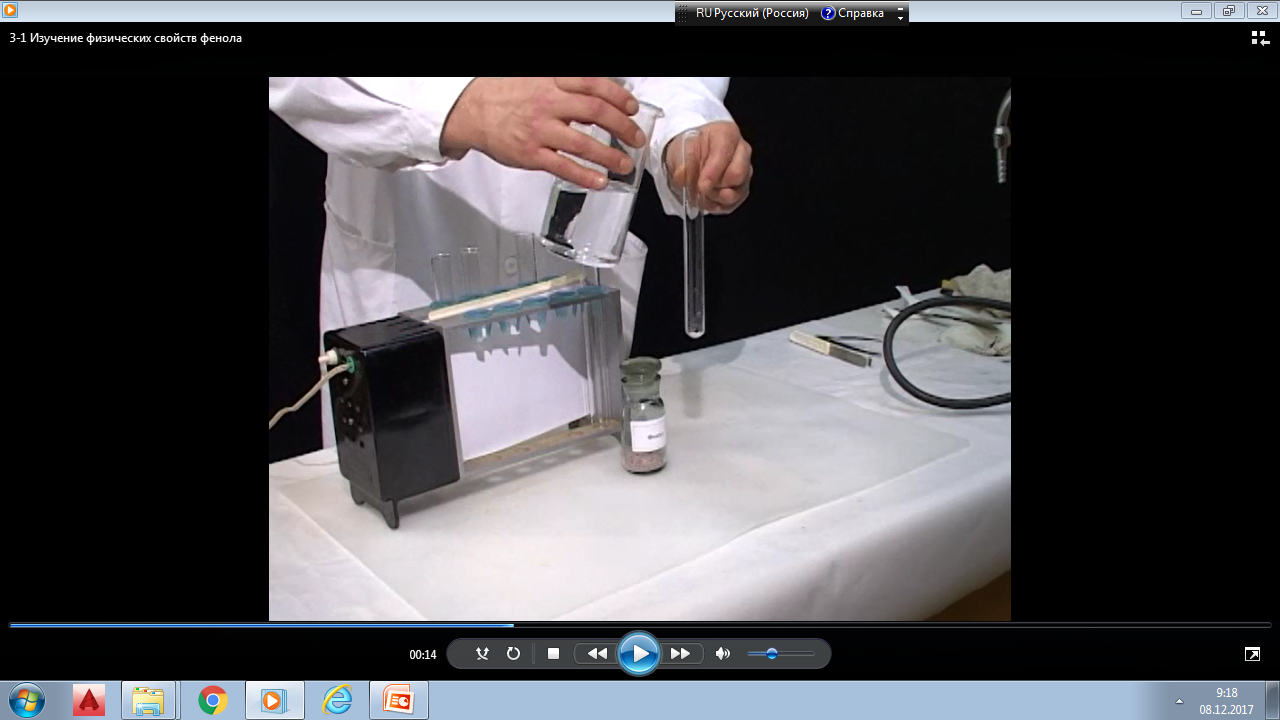 RU Русский (Россия) Справка
3-1 Изучение физических свойств фенола
00:14
9:18
08.12.2017